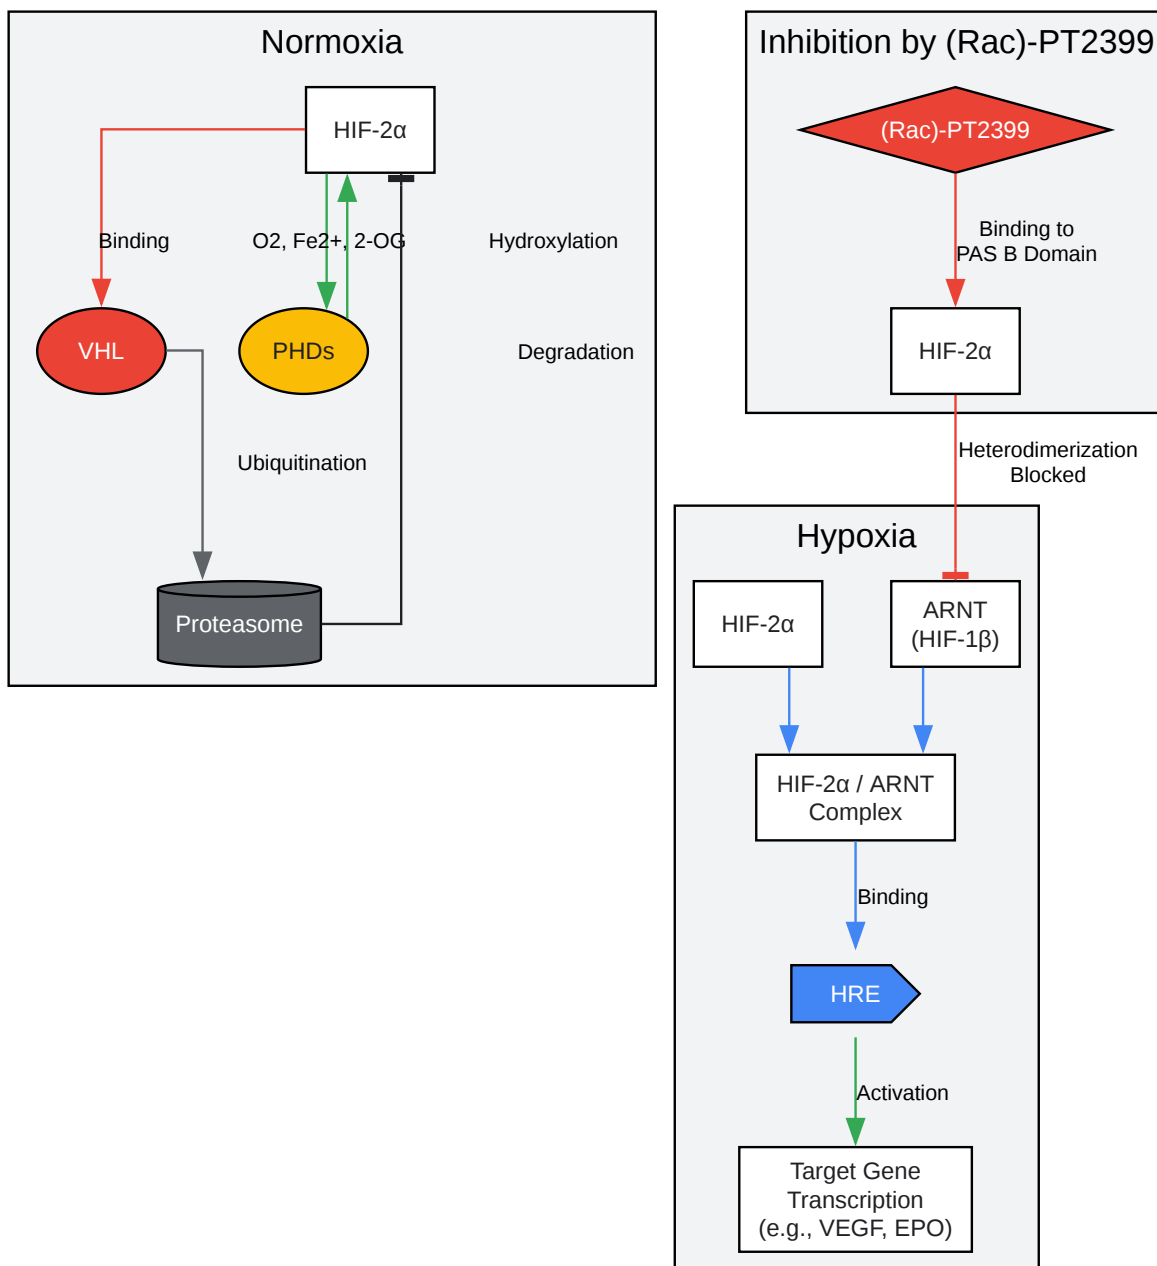 Normoxia
HIF-2α
Binding
O2, Fe2+, 2-OG
Hydroxylation
VHL
PHDs
Degradation
Ubiquitination
Proteasome
Inhibition by (Rac)-PT2399
(Rac)-PT2399
Binding to
PAS B Domain
HIF-2α
Heterodimerization
Blocked
Hypoxia
HIF-2α
ARNT
(HIF-1β)
HIF-2α / ARNT
Complex
Binding
HRE
Activation
Target Gene
Transcription
(e.g., VEGF, EPO)